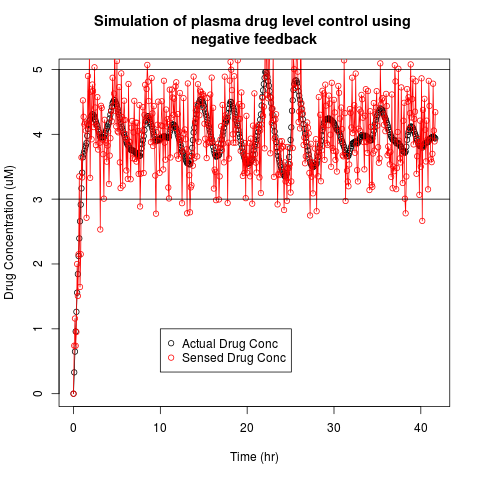 Simulation of plasma drug level control using
negative feedback
Drug Concentration (uM)
5
4
3
2
1
0
Actual Drug Conc
Sensed Drug Conc
0 10 20 30 40
Time (hr)